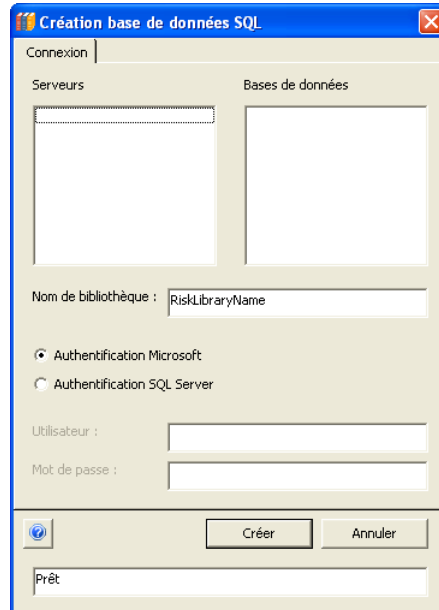 Création base de données SQL
Connexion
Serveurs
Bases de données
Nom de bibliothèque :
RiskLibraryName
Authentification Microsoft
Authentification SQL Server
Utilisateur :
Mot de passe :
Créer
Annuler
Prêt